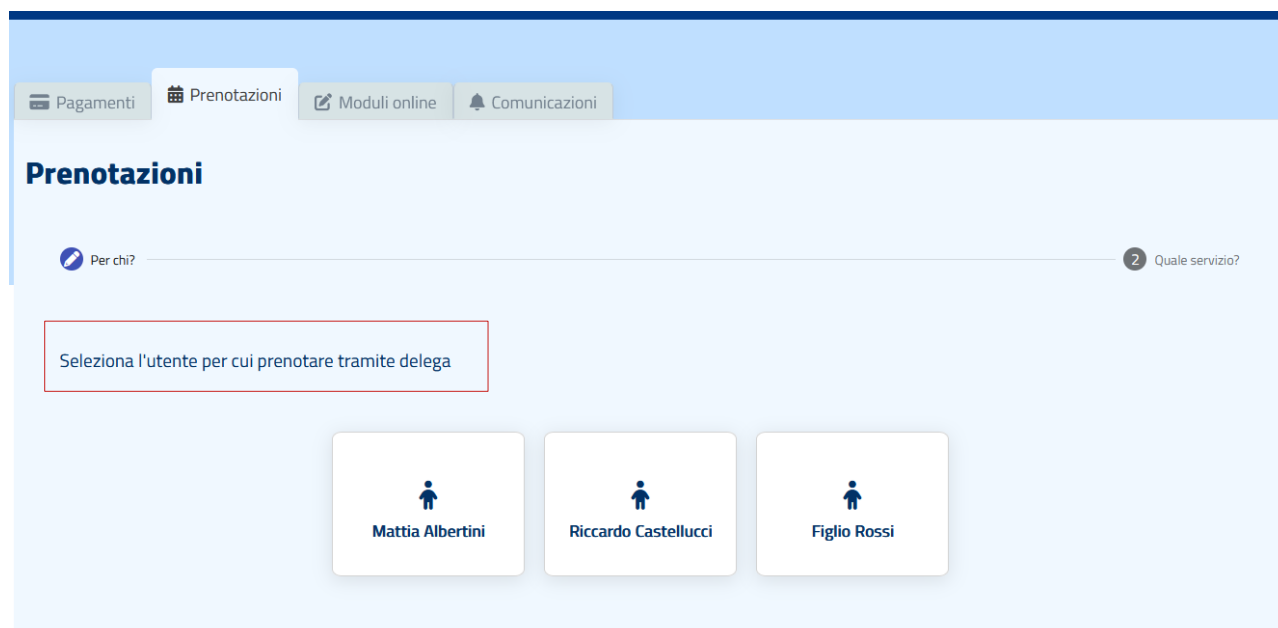 Pagamenti
Prenotazioni
Moduli online
Comunicazioni
Prenotazioni
Per chi?
2 Quale servizio?
Seleziona l'utente per cui prenotare tramite delega
Mattia Albertini
Riccardo Castellucci
Figlio Rossi